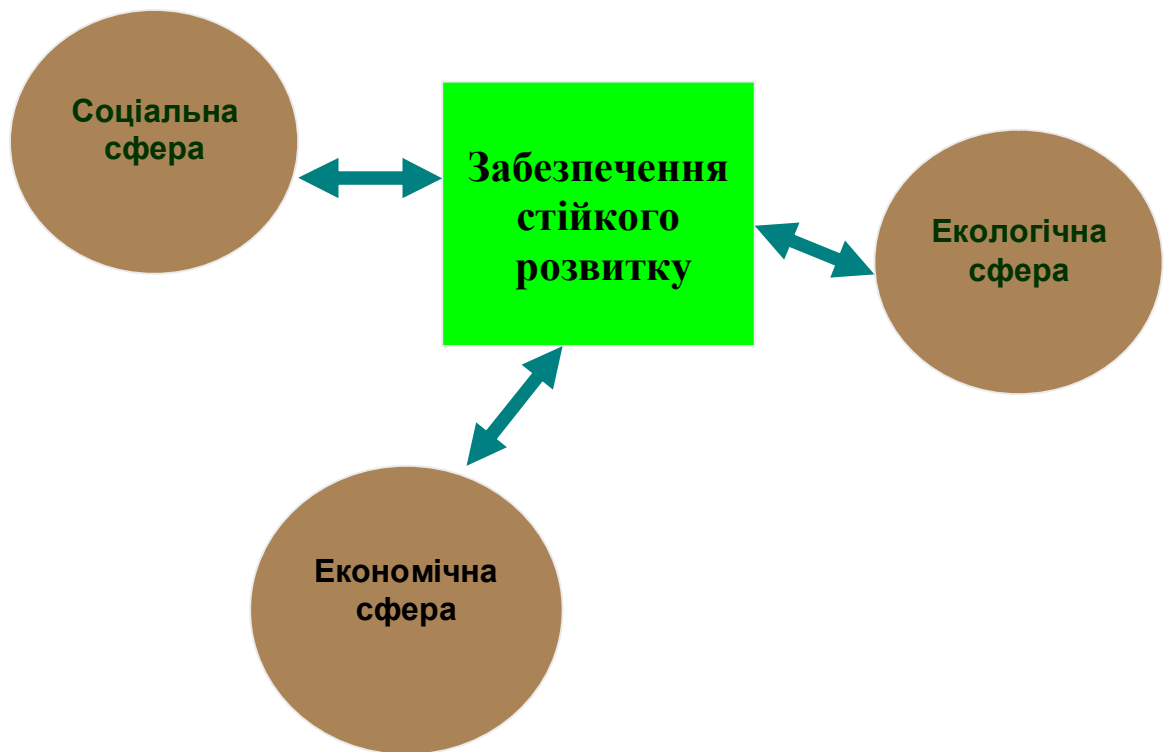 Соціальна
сфера
Забезпечення
стійкого
розвитку
Екологічна
сфера
Економічна
сфера